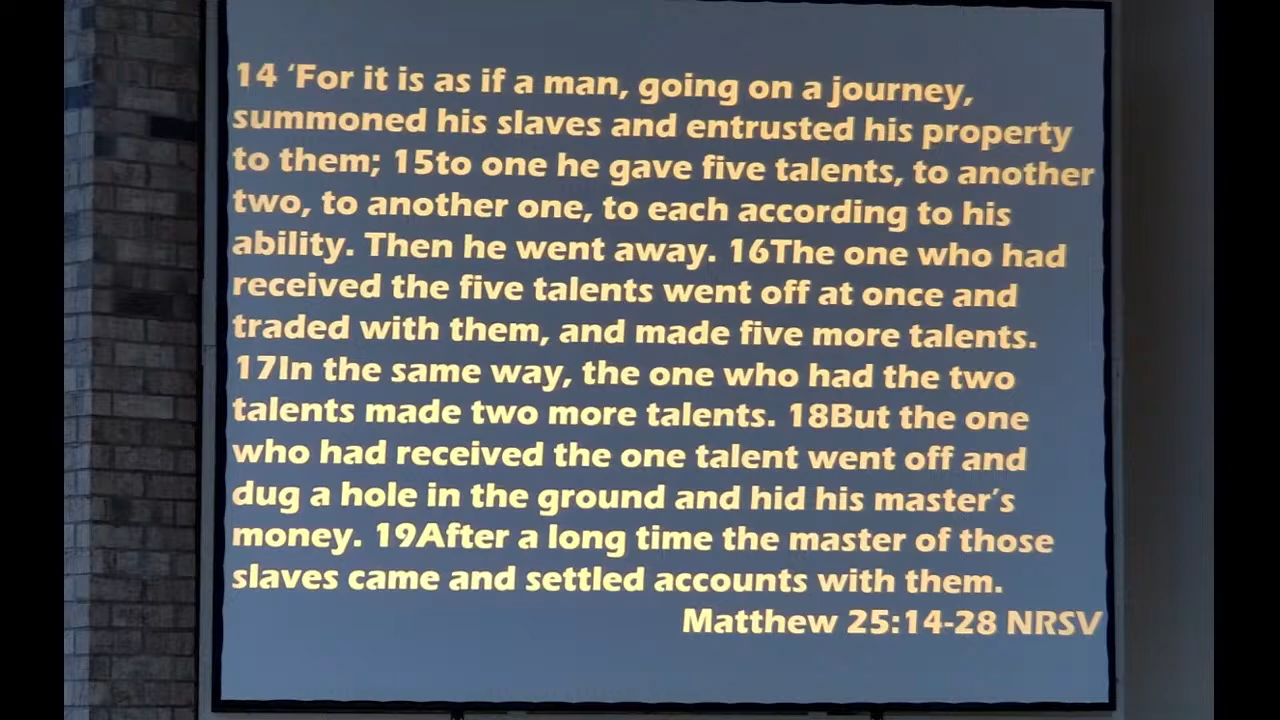 14 ‘For it is as if a man, going on a journey,
summoned his slaves and entrusted his property
to them; 15to one he gave five talents, to another
two, to another one, to each according to his
ability. Then he went away. 16The one who had
received the five talents went off at once and
traded with them, and made five more talents.
17In the same way, the one who had the two
talents made two more talents. 18But the one
who had received the one talent went off and
dug a hole in the ground and hid his master’s
money. 19After a long time the master of those
slaves came and settled accounts with them.
Matthew 25:14-28 NRSV